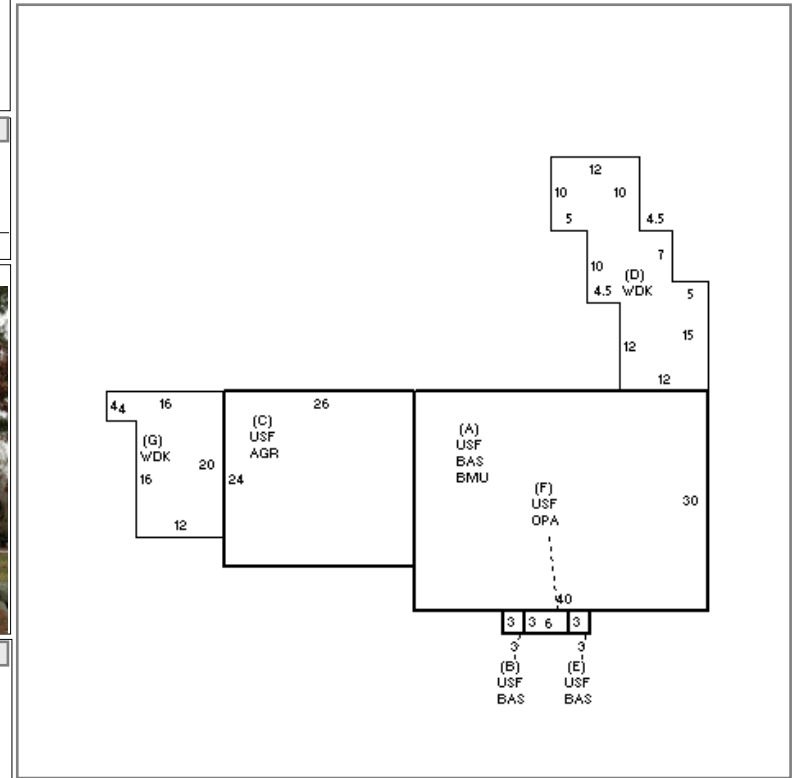 12
10 10
5 4.5
7
10
(D)
WDK
4.5
5
15
12
12
4 4 16
26
(C)
USF
AGR
(G)
WDK
20
24
16
12
(A)
USF
BAS
BMU
30
(F)
USF
OPA
40
3 3 6 3
3 3
(B)
USF
BAS
(E)
USF
BAS